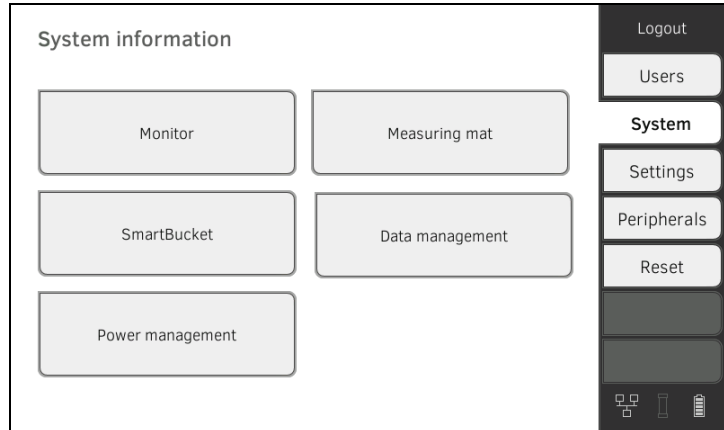 System information
Monitor
Measuring mat
SmartBucket
Data management
Power management
Logout
Users
System
Settings
Peripherals
Reset